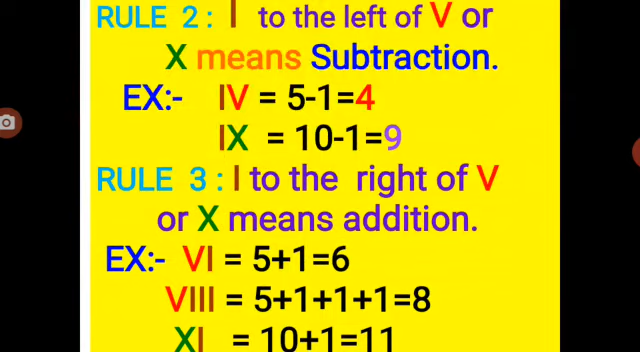 RULE 2 : I to the left of V or
X means Subtraction.
EX:- IV = 5-1=4
IX = 10-1=9
RULE 3 : I to the right of V
or X means addition.
EX:- VI = 5+1=6
VIII = 5+1+1+1=8
XI = 10+1=11